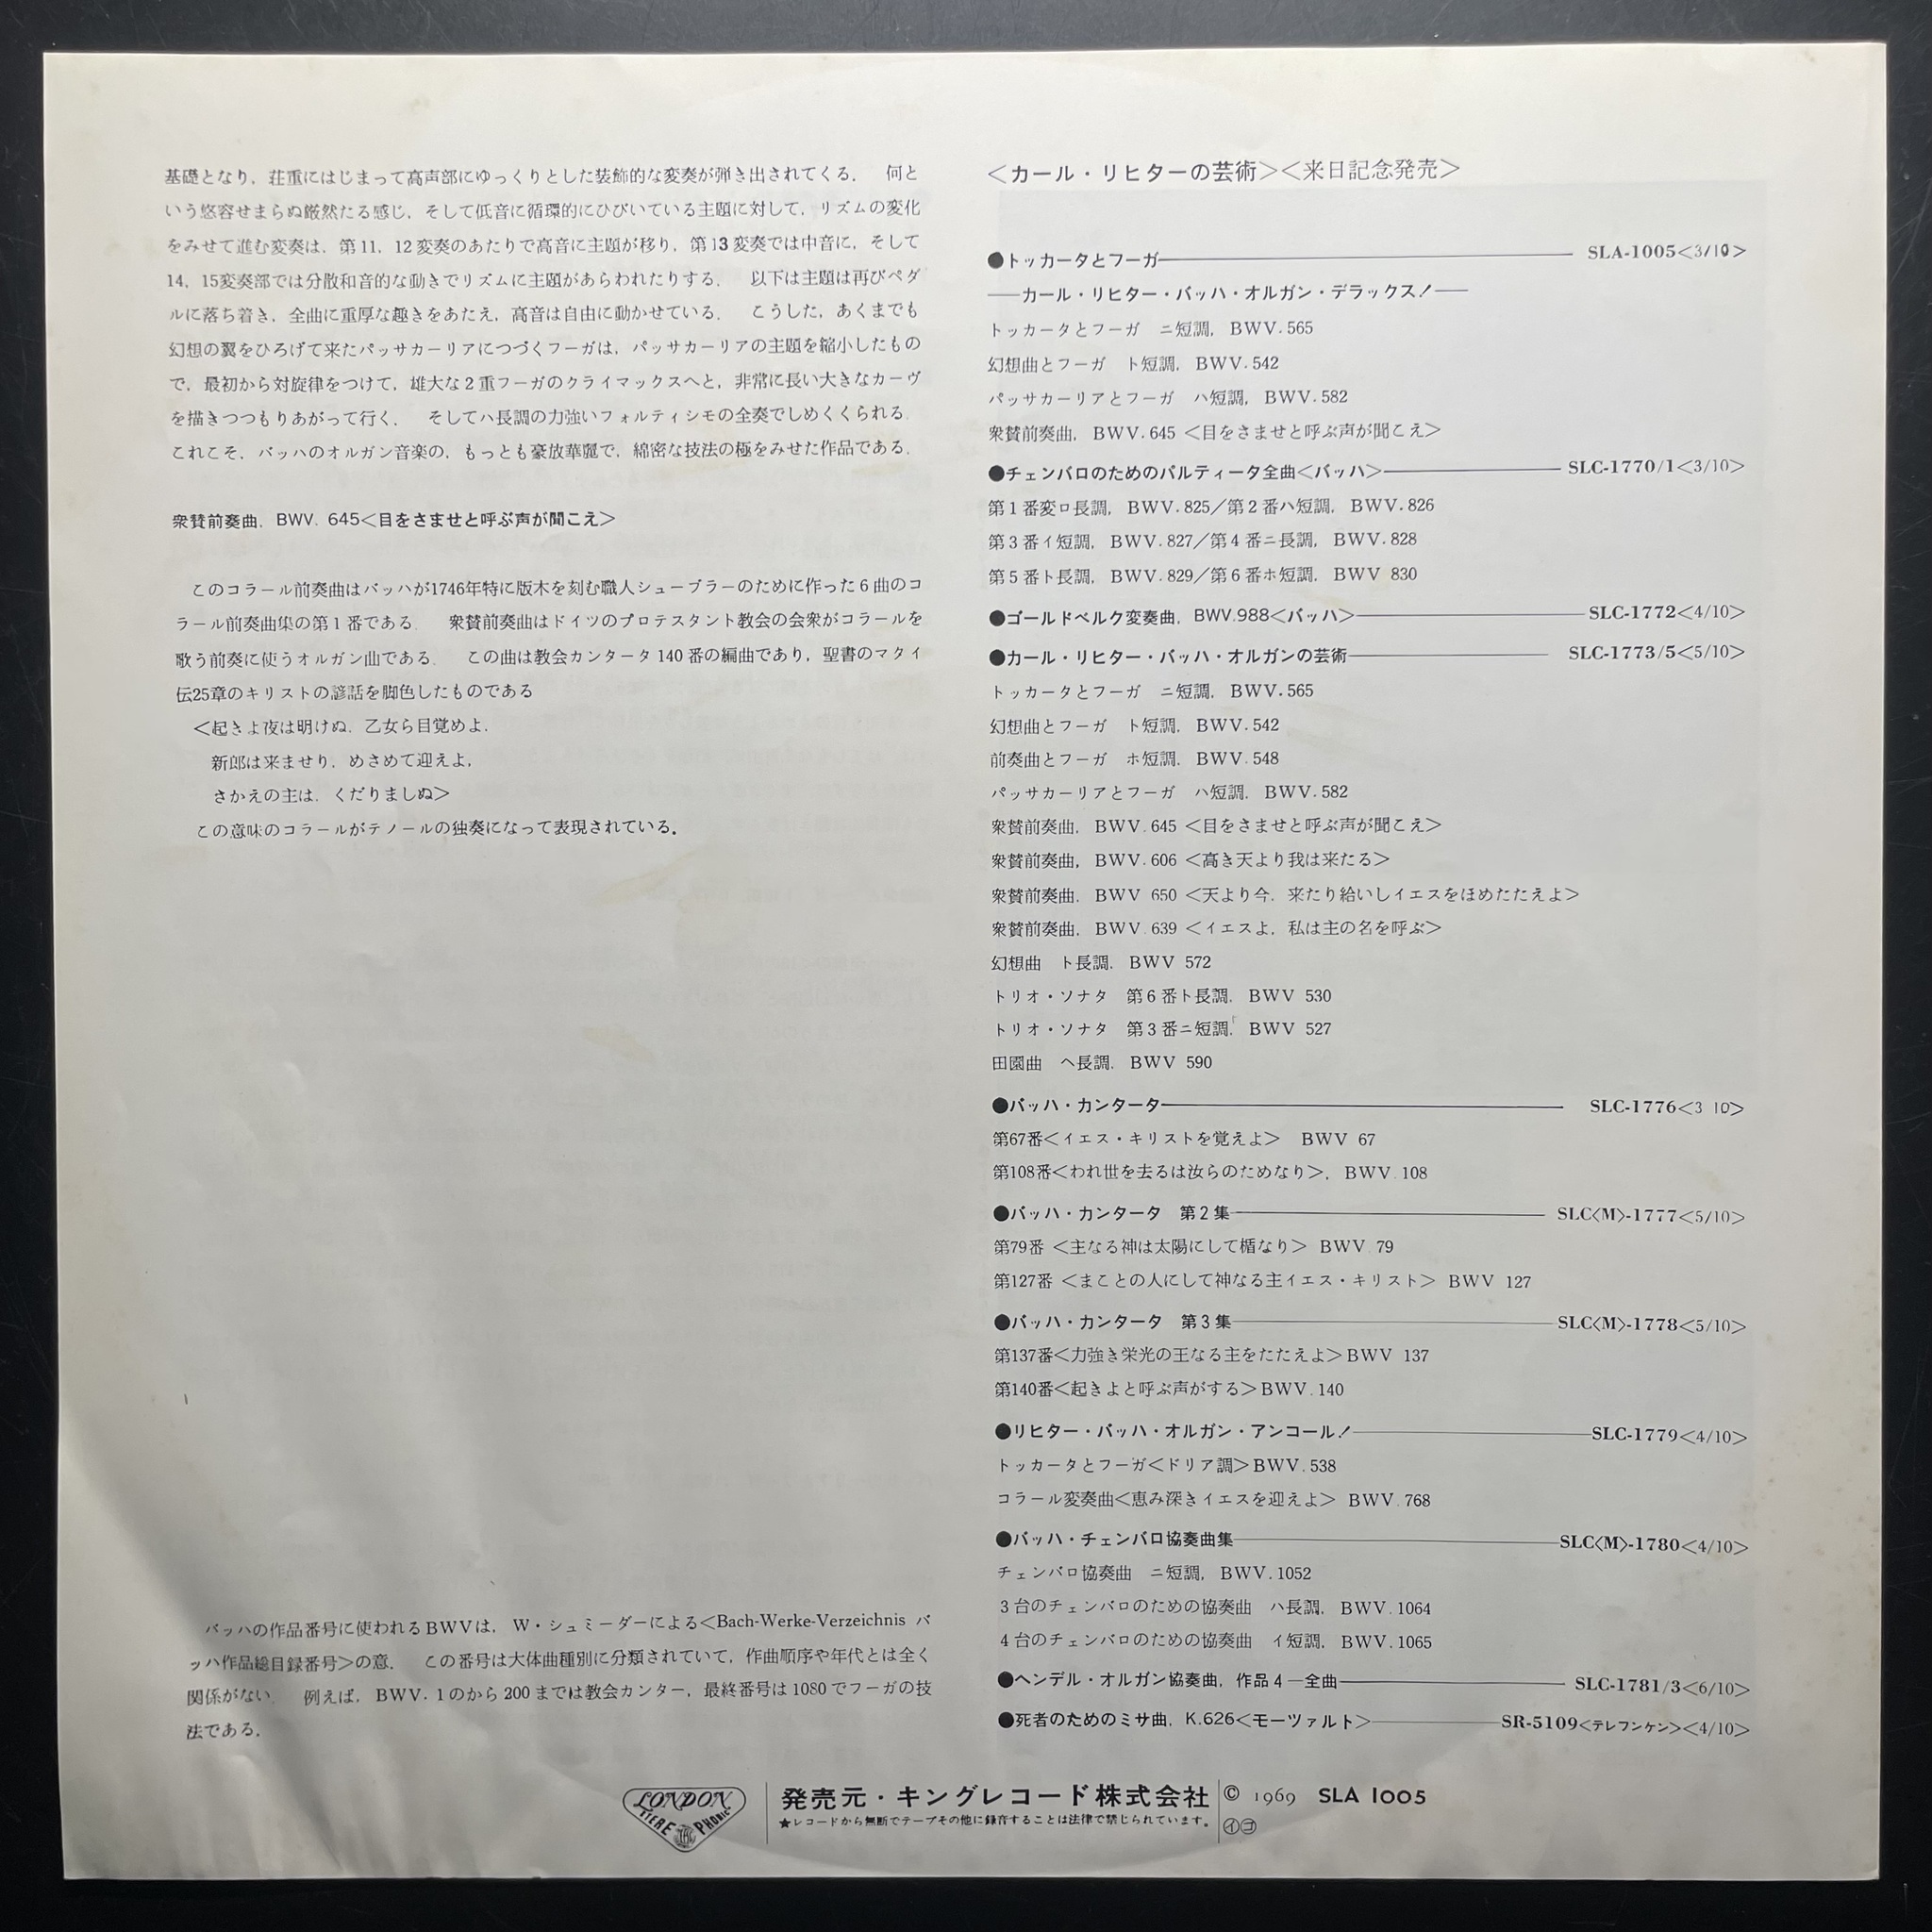 基礎となり，荘重にはじまって高声部にゆっくりとした装飾的な変奏が弾き出されてくる．　何と
いう悠容せまらぬ厳然たる感じ，そして低音に循環的にひびいている主題に対して，リズムの変化
をみせて進む変奏は，第11，12変奏のあたりで高音に主題が移り，第13変奏では中音に，そして
14，15変奏部では分散和音的な動きでリズムに主題があらわれたりする．　以下は主題は再びペダ
ルに落ち着き，全曲に重厚な趣きをあたえ，高音は自由に動かせている．　こうした，あくまでも
幻想の翼をひろげて来たパッサカーリアにつづくフーガは，パッサカーリアの主題を縮小したもの
で，最初から対旋律をつけて，雄大な2重フーガのクライマックスへと，非常に長い大きなカーヴ
を描きつつもりあがって行く．　そしてハ長調の力強いフォルティシモの全奏でしめくくられる．
これこそ，バッハのオルガン音楽の，もっとも豪放華麗で，綿密な技法の極をみせた作品である．
衆賛前奏曲．BWV．645＜目をさませと呼ぶ声が聞こえ＞
このコラール前奏曲はバッハが1746年特に版木を刻む職人シューブラーのために作った6曲のコ
ラール前奏曲集の第1番である．　衆賛前奏曲はドイツのプロテスタント教会の会衆がコラールを
歌う前奏に使うオルガン曲である．　この曲は教会カンタータ140番の編曲であり，聖書のマタイ
伝25章のキリストの諺話を脚色したものである
＜起きよ夜は明けぬ．乙女ら目覚めよ．
新郎は来ませり．めさめて迎えよ，
さかえの主は．くだりましぬ＞
この意味のコラールがテノールの独奏になって表現されている．
バッハの作品番号に使われるBWVは，W・シュミーダーによる＜Bach-Werke-Verzeichnis バ
ッハ作品総目録番号＞の意．　この番号は大体曲種別に分類されていて，作曲順序や年代とは全く
関係がない．　例えば，BWV．1のから200までは教会カンター，最終番号は1080でフーガの技
法である．
＜カール・リヒターの芸術＞＜来日記念発売＞
●トッカータとフーガ――――SLA-1005＜3/10＞
――カール・リヒター・バッハ・オルガン・デラックス！――
トッカータとフーガ　ニ短調，BWV．565
幻想曲とフーガ　ト短調，BWV．542
パッサカーリアとフーガ　ハ短調，BWV．582
衆賛前奏曲，BWV．645 ＜目をさませと呼ぶ声が聞こえ＞
●チェンバロのためのパルティータ全曲＜バッハ＞――――SLC-1770/1＜3/10＞
第1番変ロ長調，BWV．825／第2番ハ短調，BWV．826
第3番イ短調，BWV．827／第4番ニ長調，BWV．828
第5番ト長調，BWV．829／第6番ホ短調，BWV 830
●ゴールドベルク変奏曲，BWV.988＜バッハ＞――――SLC-1772＜4/10＞
●カール・リヒター・バッハ・オルガンの芸術――――SLC-1773/5＜5/10＞
トッカータとフーガ　ニ短調．BWV．565
幻想曲とフーガ　ト短調，BWV．542
前奏曲とフーガ　ホ短調．BWV．548
パッサカーリアとフーガ　ハ短調．BWV．582
衆賛前奏曲．BWV．645 ＜目をさませと呼ぶ声が聞こえ＞
衆賛前奏曲，BWV．606 ＜高き天より我は来たる＞
衆賛前奏曲．BWV 650 ＜天より今．来たり給いしイエスをほめたたえよ＞
衆賛前奏曲．BWV．639 ＜イエスよ，私は主の名を呼ぶ＞
幻想曲　ト長調．BWV 572
トリオ・ソナタ　第6番ト長調．BWV 530
トリオ・ソナタ　第3番ニ短調．BWV 527
田園曲　ヘ長調．BWV 590
●バッハ・カンタータ――――SLC-1776＜3 10＞
第67番＜イエス・キリストを覚えよ＞　BWV 67
第108番＜われ世を去るは汝らのためなり＞，BWV．108
●バッハ・カンタータ　第2集――――SLC〈M〉-1777＜5/10＞
第79番 ＜主なる神は太陽にして楯なり＞ BWV．79
第127番 ＜まことの人にして神なる主イエス・キリスト＞ BWV 127
●バッハ・カンタータ　第3集――――SLC〈M〉-1778＜5/10＞
第137番＜力強き栄光の王なる主をたたえよ＞BWV 137
第140番＜起きよと呼ぶ声がする＞BWV．140
●リヒター・バッハ・オルガン・アンコール！――――SLC-1779＜4/10＞
トッカータとフーガ＜ドリア調＞BWV．538
コラール変奏曲＜恵み深きイエスを迎えよ＞ BWV．768
●バッハ・チェンバロ協奏曲集――――SLC〈M〉-1780＜4/10＞
チェンバロ協奏曲　ニ短調，BWV．1052
3台のチェンバロのための協奏曲　ハ長調，BWV．1064
4台のチェンバロのための協奏曲　イ短調，BWV．1065
●ヘンデル・オルガン協奏曲，作品4―全曲――――SLC-1781/3＜6/10＞
●死者のためのミサ曲．K.626＜モーツァルト＞――――SR-5109＜テレフンケン＞＜4/10＞
LONDON
STEREOPHONIC
発売元・キングレコード株式会社
★レコードから無断でテープその他に録音することは法律で禁じられています。
© 1969 SLA 1005
㋑㋙